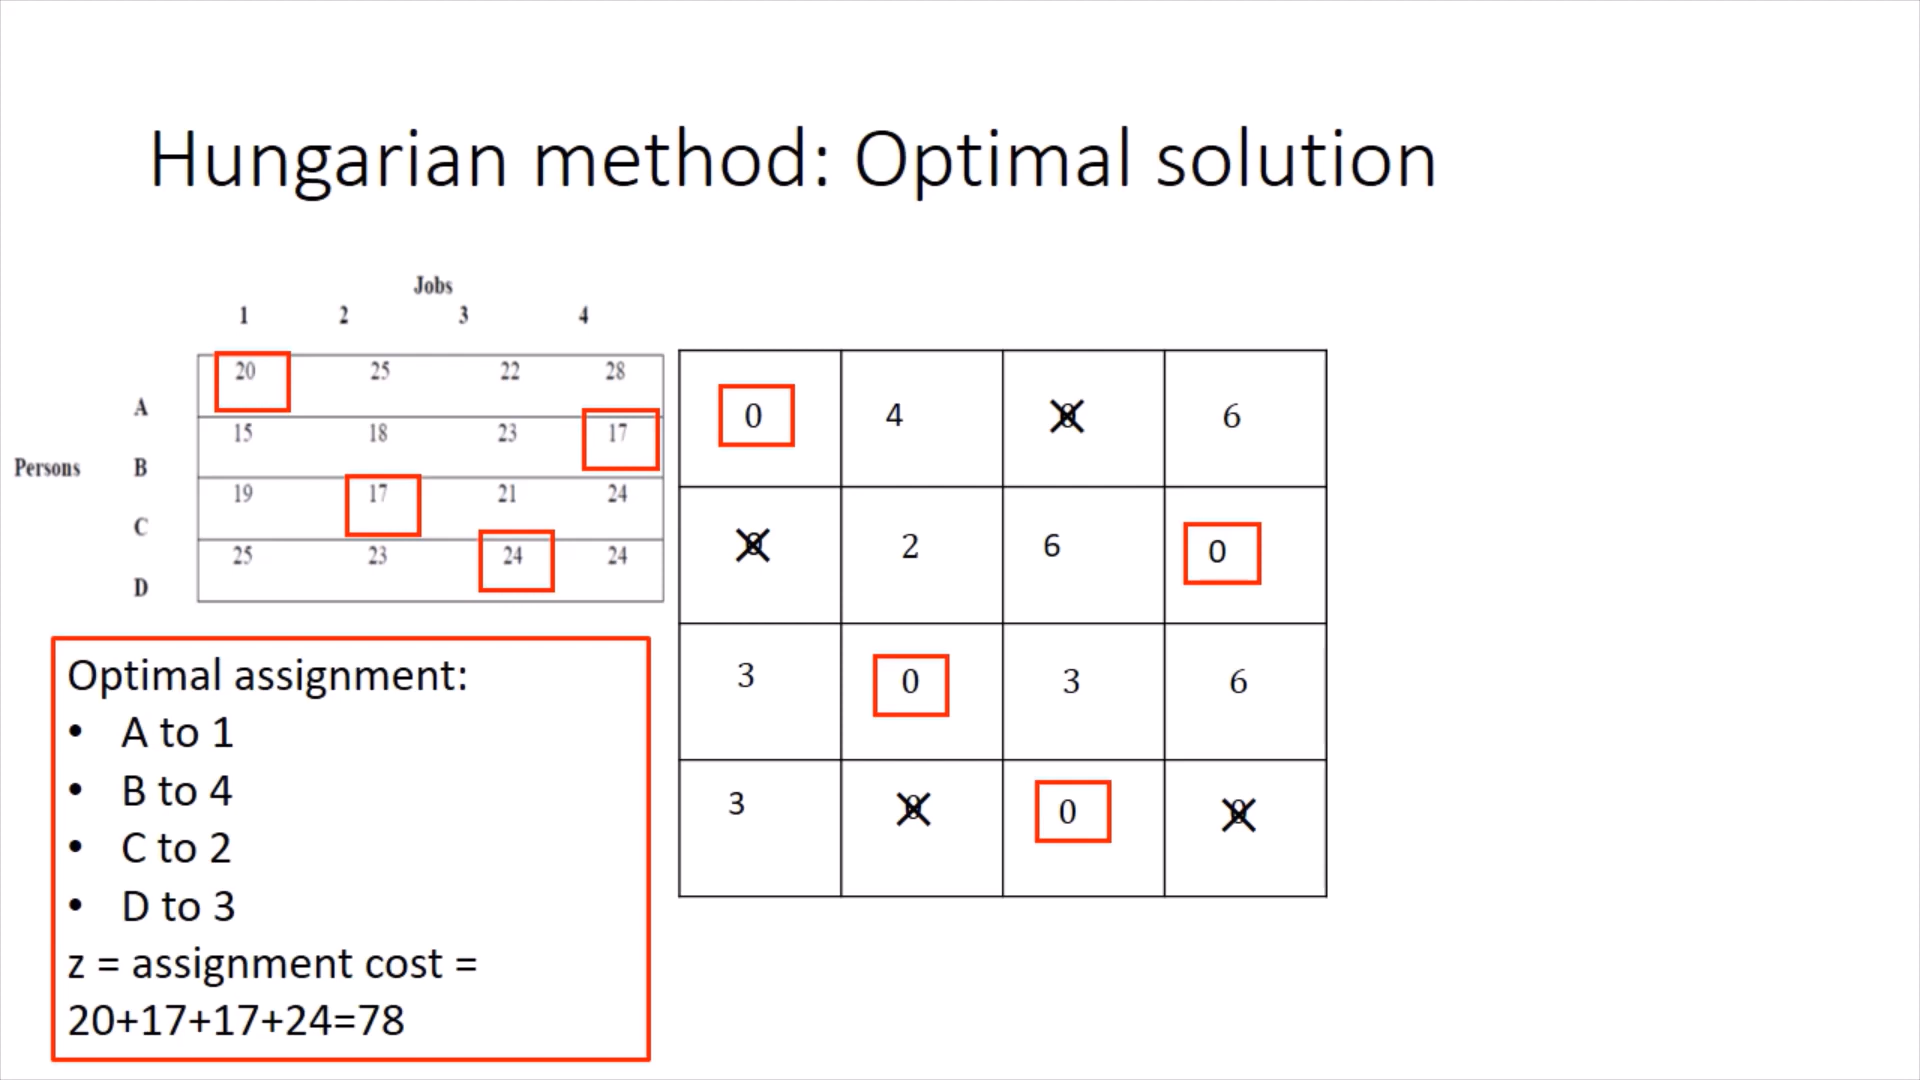 Hungarian method: Optimal solution
Jobs
1 2 3 4
A 20 25 22 28
Persons
B 15 18 23 17
C 19 17 21 24
D 25 23 24 24
0 4 0 6
0 2 6 0
3 0 3 6
3 0 0 0
Optimal assignment:
• A to 1
• B to 4
• C to 2
• D to 3
z = assignment cost =
20+17+17+24=78